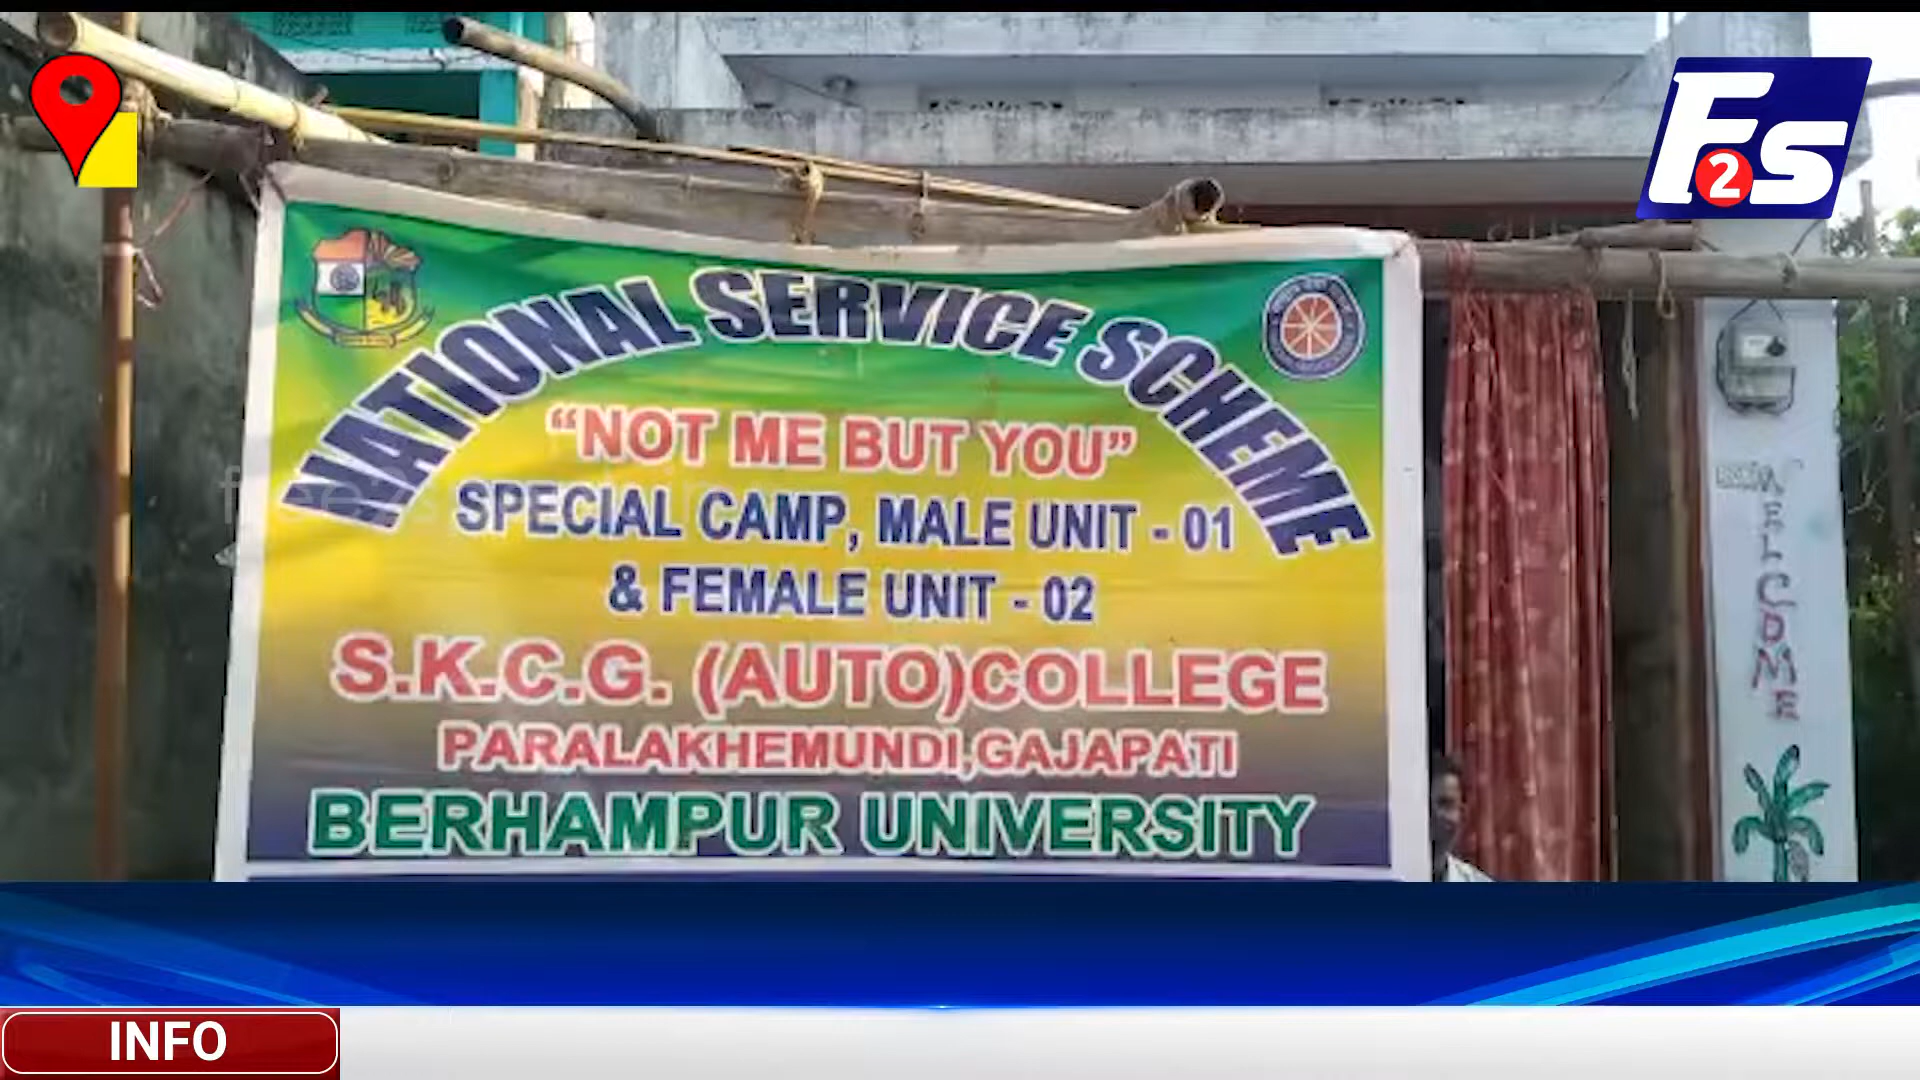 F2S
NATIONAL SERVICE SCHEME
“NOT ME BUT YOU”
SPECIAL CAMP, MALE UNIT - 01
& FEMALE UNIT - 02
S.K.C.G. (AUTO)COLLEGE
PARALAKHEMUNDI,GAJAPATI
BERHAMPUR UNIVERSITY
WELCOME
INFO